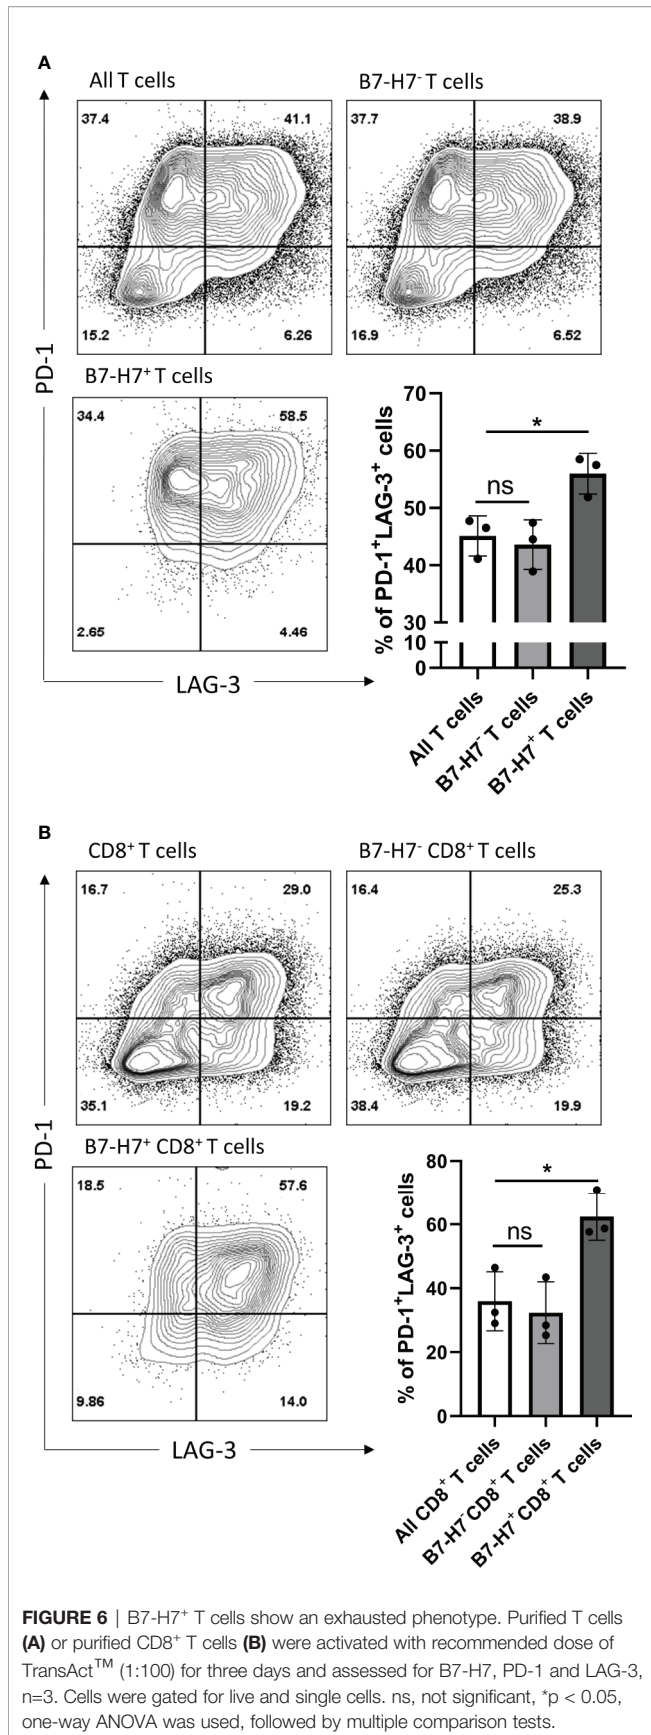 A
All T cells
B7-H7⁻ T cells
37.4
41.1
37.7
38.9
15.2
6.26
16.9
6.52
PD-1
B7-H7⁺ T cells
34.4
58.5
2.65
4.46
LAG-3
% of PD-1⁺LAG-3⁺ cells
70
60
50
40
30
10
0
ns
*
All T cells
B7-H7⁻ T cells
B7-H7⁺ T cells
B
CD8⁺ T cells
B7-H7⁻ CD8⁺ T cells
16.7
29.0
16.4
25.3
35.1
19.2
38.4
19.9
PD-1
B7-H7⁺ CD8⁺ T cells
18.5
57.6
9.86
14.0
LAG-3
% of PD-1⁺LAG-3⁺ cells
80
60
40
20
0
ns
*
All CD8⁺ T cells
B7-H7⁻CD8⁺ T cells
B7-H7⁺CD8⁺ T cells
FIGURE 6 | B7-H7⁺ T cells show an exhausted phenotype. Purified T cells
(A) or purified CD8⁺ T cells (B) were activated with recommended dose of
TransAct™ (1:100) for three days and assessed for B7-H7, PD-1 and LAG-3,
n=3. Cells were gated for live and single cells. ns, not significant, *p < 0.05,
one-way ANOVA was used, followed by multiple comparison tests.